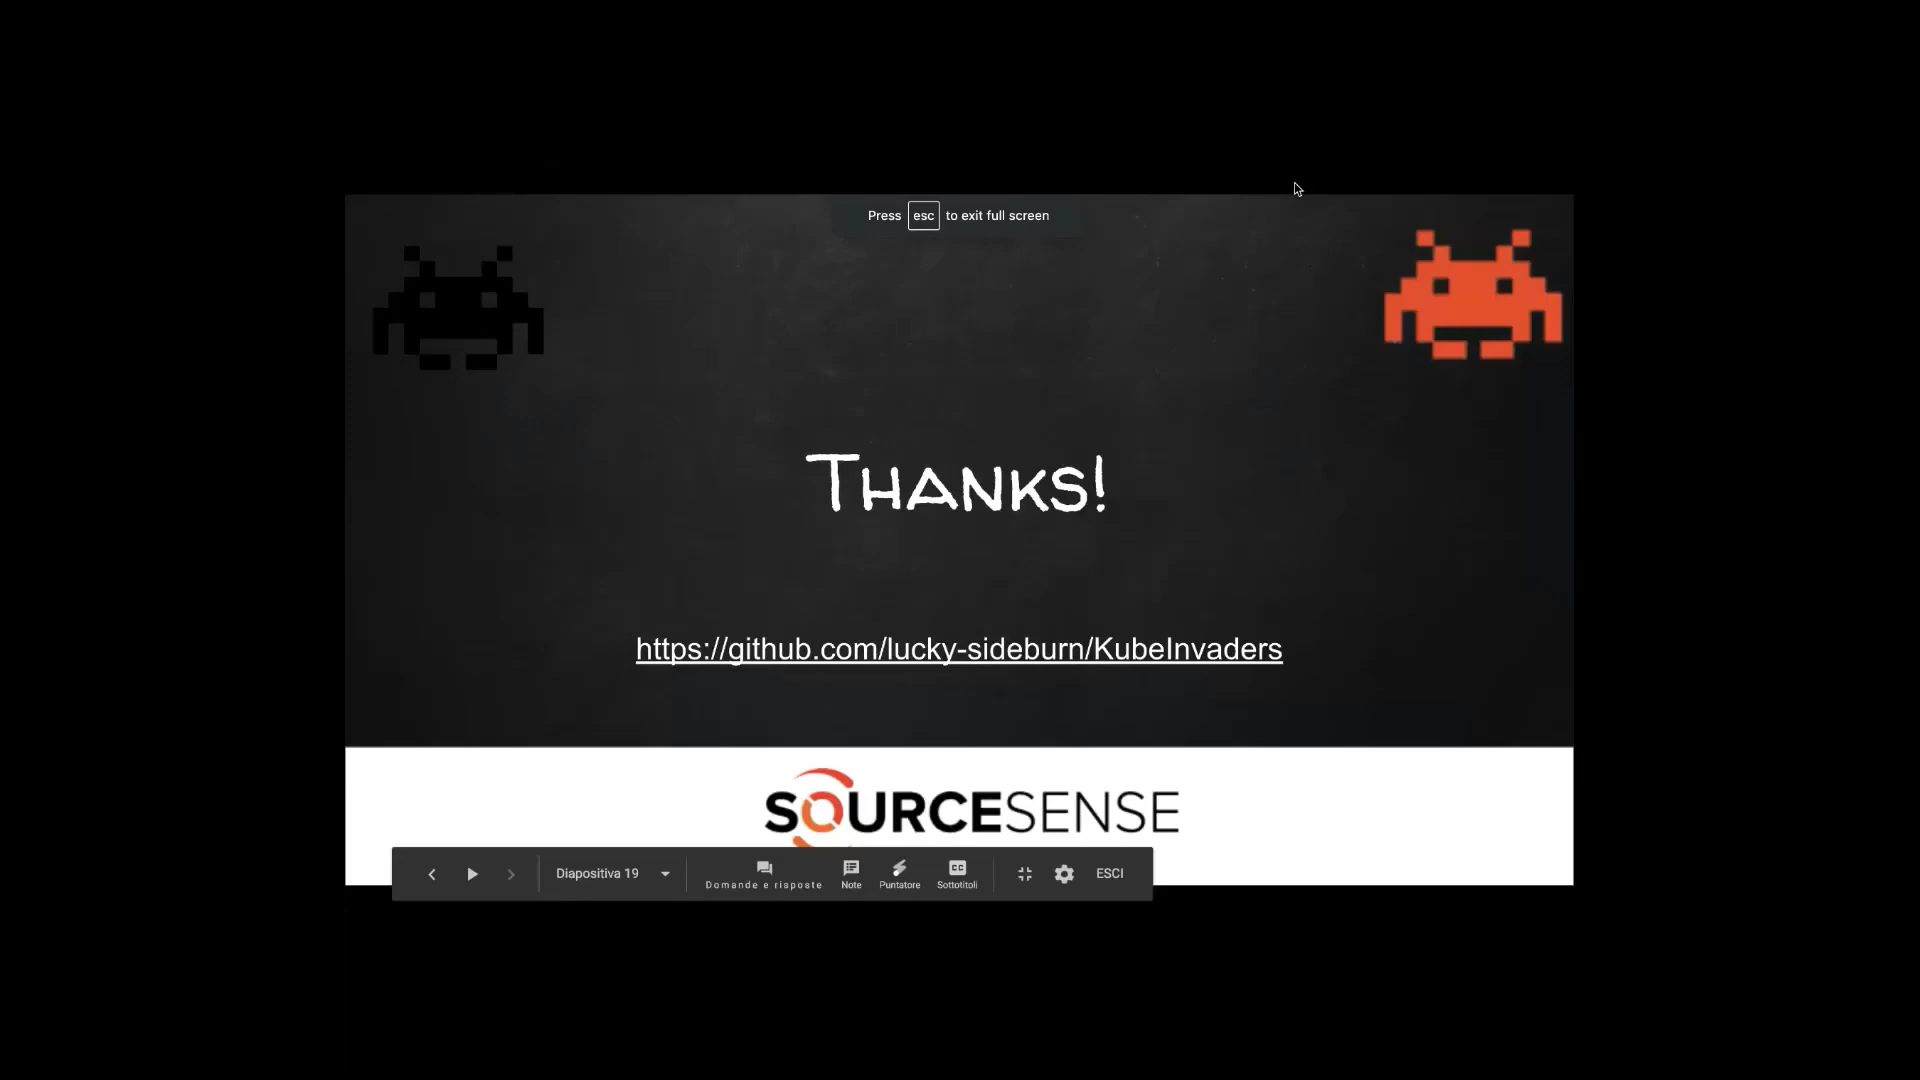 Press esc to exit full screen
THANKS!
https://github.com/lucky-sideburn/KubeInvaders
SOURCESENSE
Diapositiva 19
Domande e risposte
Note
Puntatore
CC
Sottotitoli
ESCI